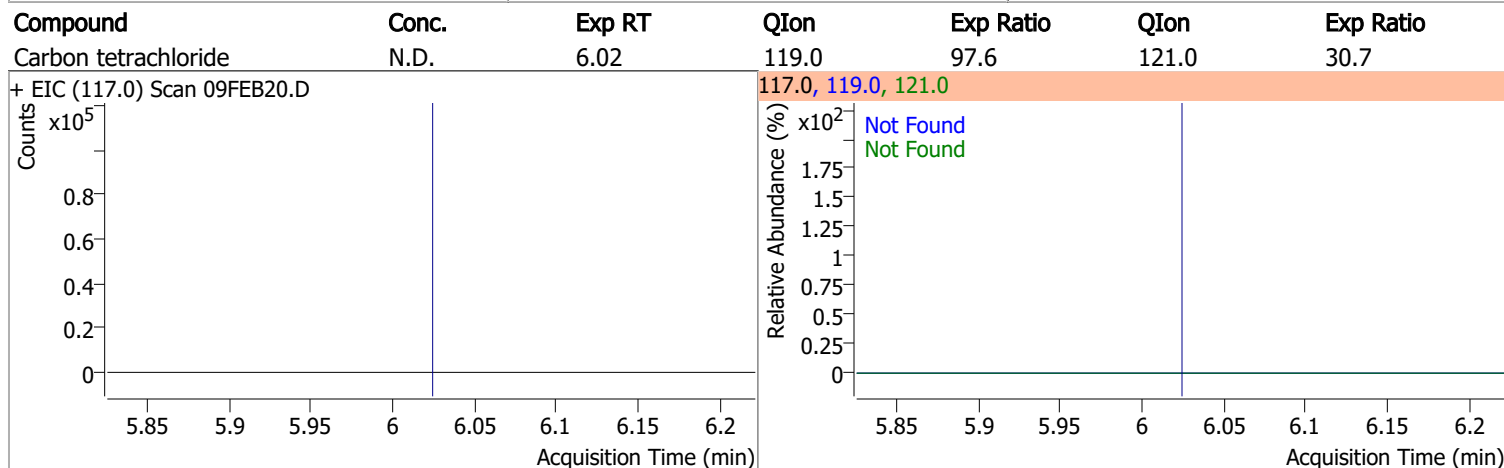 Compound Conc. Exp RT QIon Exp Ratio QIon Exp Ratio
Carbon tetrachloride N.D. 6.02 119.0 97.6 121.0 30.7
+ EIC (117.0) Scan 09FEB20.D
Counts
x10⁵
0.8
0.6
0.4
0.2
0
5.85 5.9 5.95 6 6.05 6.1 6.15 6.2
Acquisition Time (min)
117.0, 119.0, 121.0
Relative Abundance (%)
x10²
Not Found
Not Found
1.75
1.5
1.25
1
0.75
0.5
0.25
0
5.85 5.9 5.95 6 6.05 6.1 6.15 6.2
Acquisition Time (min)